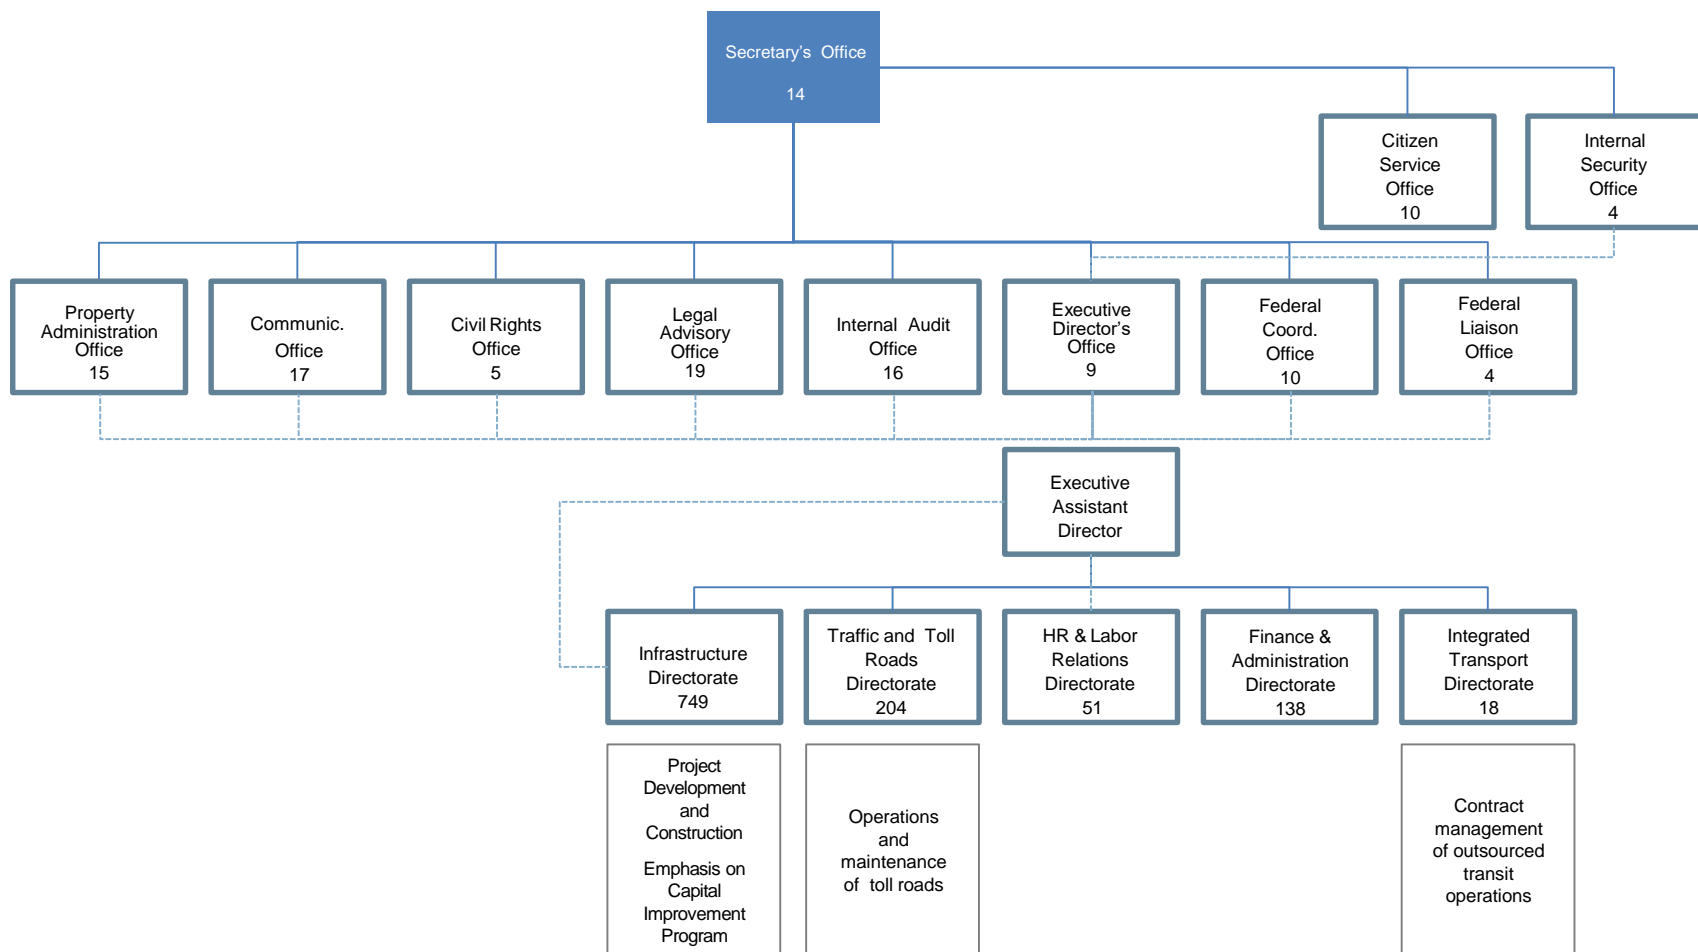 Secretary's Office
14
Citizen
Service
Office
10
Internal
Security
Office
4
Property
Administration
Office
15
Communic.
Office
17
Civil Rights
Office
5
Legal
Advisory
Office
19
Internal Audit
Office
16
Executive
Director's
Office
9
Federal
Coord.
Office
10
Federal
Liaison
Office
4
Executive
Assistant
Director
Infrastructure
Directorate
749
Traffic and Toll
Roads
Directorate
204
HR & Labor
Relations
Directorate
51
Finance &
Administration
Directorate
138
Integrated
Transport
Directorate
18
Project
Development
and
Construction
Emphasis on
Capital
Improvement
Program
Operations
and
maintenance
of toll roads
Contract
management
of outsourced
transit
operations